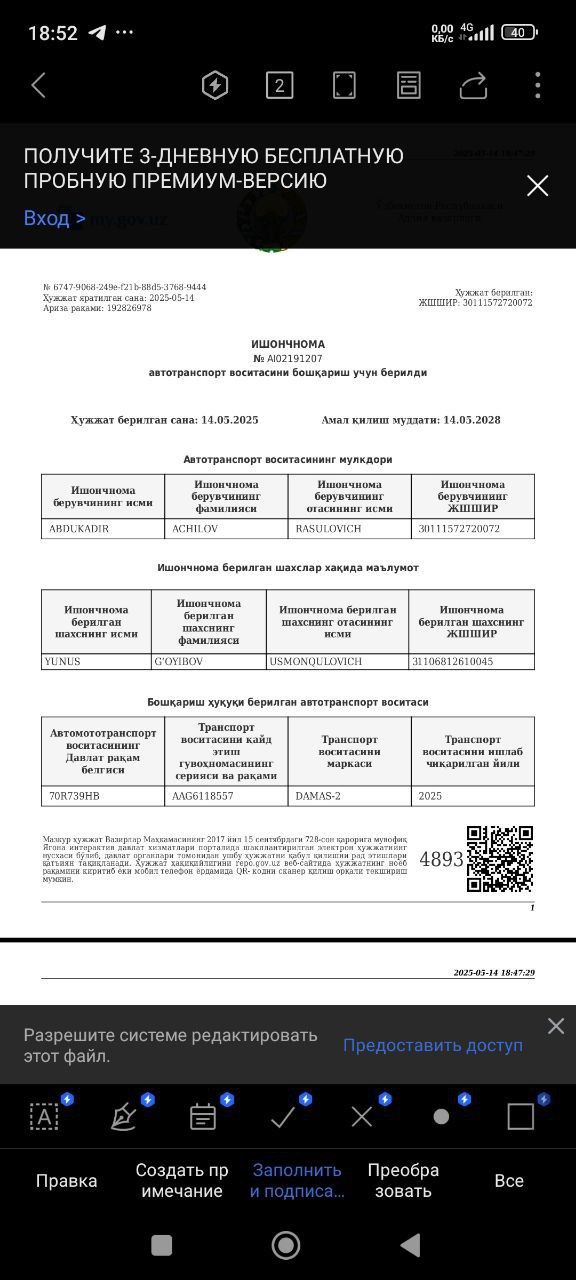 18:52
0,00
КБ/с
4G
40
2
ПОЛУЧИТЕ 3-ДНЕВНУЮ БЕСПЛАТНУЮ
ПРОБНУЮ ПРЕМИУМ-ВЕРСИЮ
Вход >
my.gov.uz
2025-05-14 18:47:29
Ўзбекистон Республикаси
Адлия вазирлиги
№ 6747-9068-249e-f21b-88d5-3768-9444
Ҳужжат яратилган сана: 2025-05-14
Ариза рақами: 192826978
Ҳужжат берилган:
ЖШШИР: 30111572720072
ИШОНЧНОМА
№ AI02191207
автотранспорт воситасини бошқариш учун берилди
Ҳужжат берилган сана: 14.05.2025
Амал қилиш муддати: 14.05.2028
Автотранспорт воситасининг мулкдори
Ишончнома берувчининг исми
Ишончнома берувчининг фамилияси
Ишончнома берувчининг отасининг исми
Ишончнома берувчининг ЖШШИР
ABDUKADIR
ACHILOV
RASULOVICH
30111572720072
Ишончнома берилган шахслар ҳақида маълумот
Ишончнома берилган шахснинг исми
Ишончнома берилган шахснинг фамилияси
Ишончнома берилган шахснинг отасининг исми
Ишончнома берилган шахснинг ЖШШИР
YUNUS
G'OYIBOV
USMONQULOVICH
31106812610045
Бошқариш ҳуқуқи берилган автотранспорт воситаси
Автомототранспорт воситасининг Давлат рақам белгиси
Транспорт воситасини қайд этиш гувоҳномасининг серияси ва рақами
Транспорт воситасини маркаси
Транспорт воситасини ишлаб чиқарилган йили
70R739HB
AAG6118557
DAMAS-2
2025
Мазкур ҳужжат Вазирлар Маҳкамасининг 2017 йил 15 сентябрдаги 728-сон қарорига мувофиқ
Ягона интерактив давлат хизматлари порталида шакллантирилган электрон ҳужжатнинг
нусхаси бўлиб, давлат органлари томонидан ушбу ҳужжатни қабул қилишни рад этишлари
қатъиян тақиқланади. Ҳужжат ҳақиқийлигини repo.gov.uz веб-сайтида ҳужжатнинг ноёб
рақамини киритиб ёки мобил телефон ёрдамида QR- кодни сканер қилиш орқали текшириш
мумкин.
4893
1
2025-05-14 18:47:29
Разрешите системе редактировать
этот файл.
Предоставить доступ
A
Правка
Создать пр
имечание
Заполнить
и подписа...
Преобра
зовать
Все